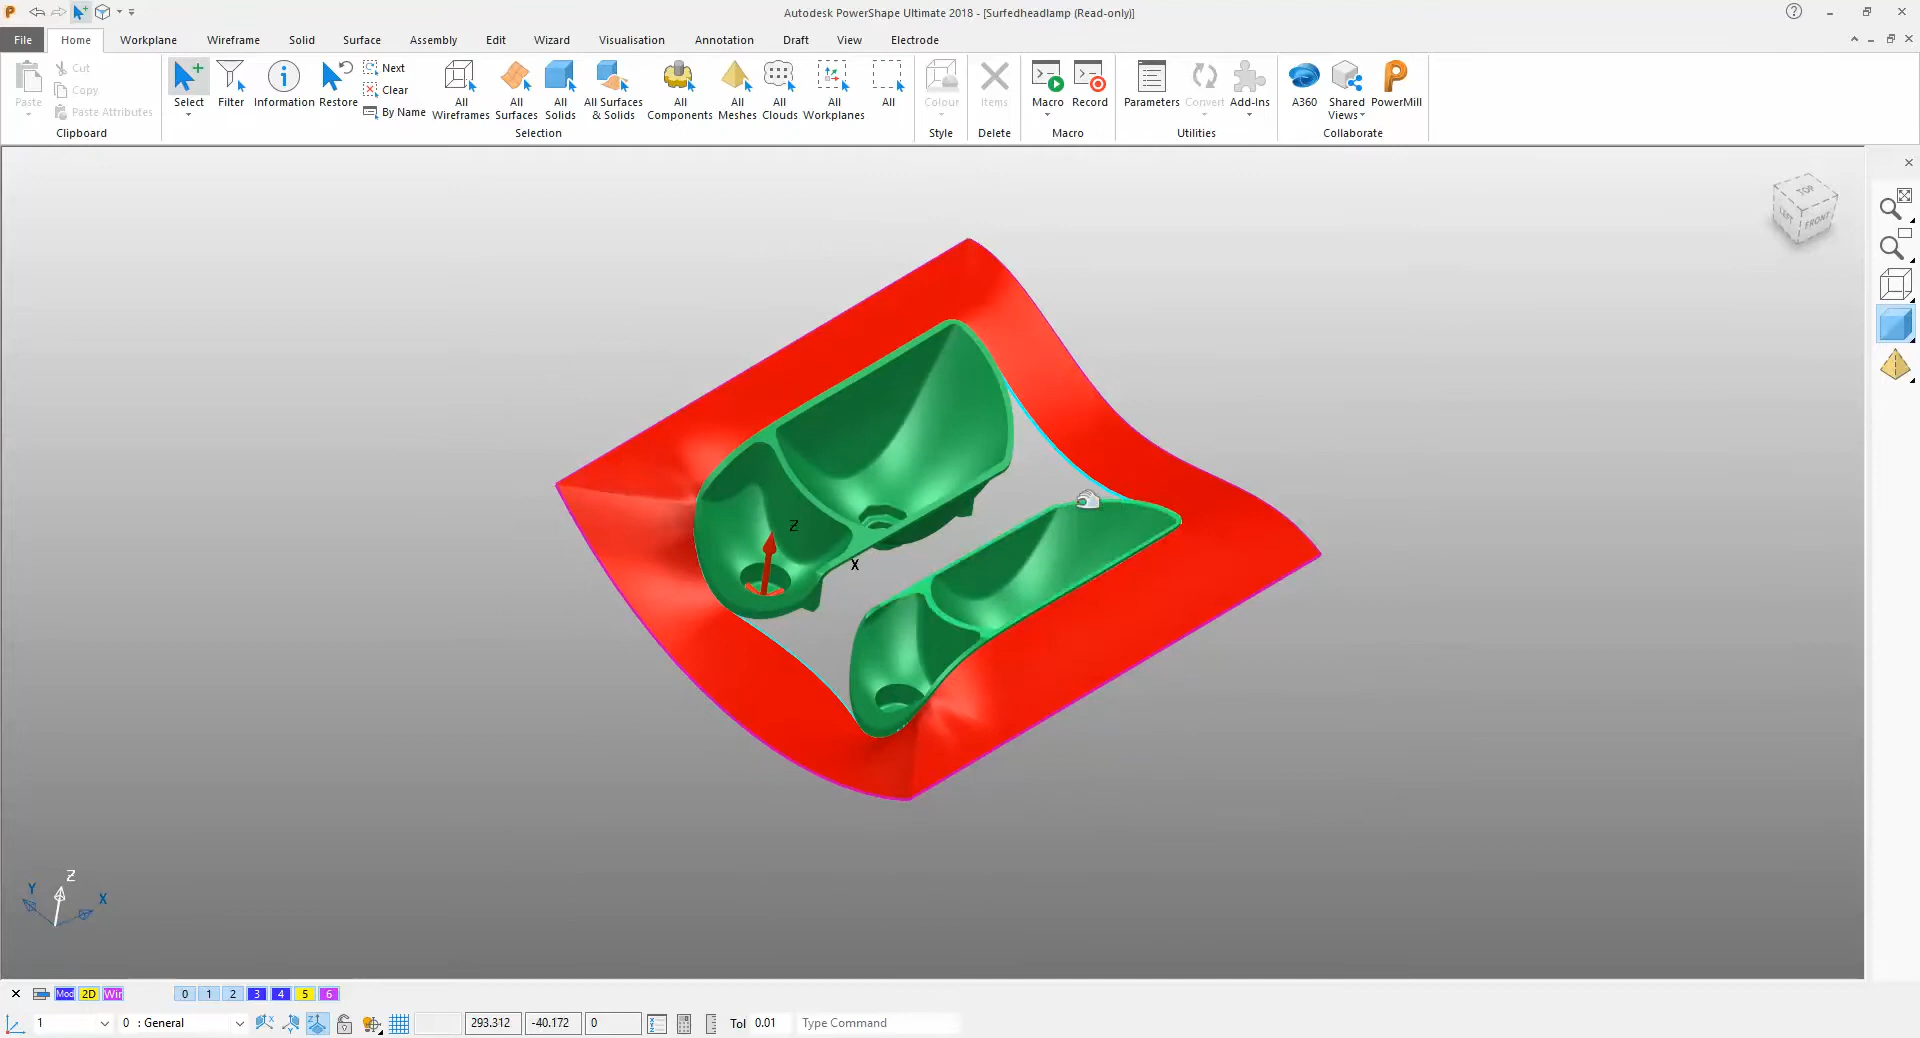 Autodesk PowerShape Ultimate 2018 - [Surfedheadlamp (Read-only)]
File Home Workplane Wireframe Solid Surface Assembly Edit Wizard Visualisation Annotation Draft View Electrode
Paste
Cut
Copy
Paste Attributes
Clipboard
Select
Filter
Information
Restore
Next
Clear
By Name
All Wireframes
All Surfaces
All Solids
All Surfaces & Solids
All Components
All Meshes
All Clouds
All Workplanes
All
Selection
Colour
Style
Items
Delete
Macro
Record
Macro
Parameters
Convert
Add-Ins
Utilities
A360
Shared Views
PowerMill
Collaborate
TOP
LEFT
FRONT
Z
X
Z
Y
X
Mod 2D Wir 0 1 2 3 4 5 6
1 0 : General 293.312 -40.172 0 Tol 0.01 Type Command